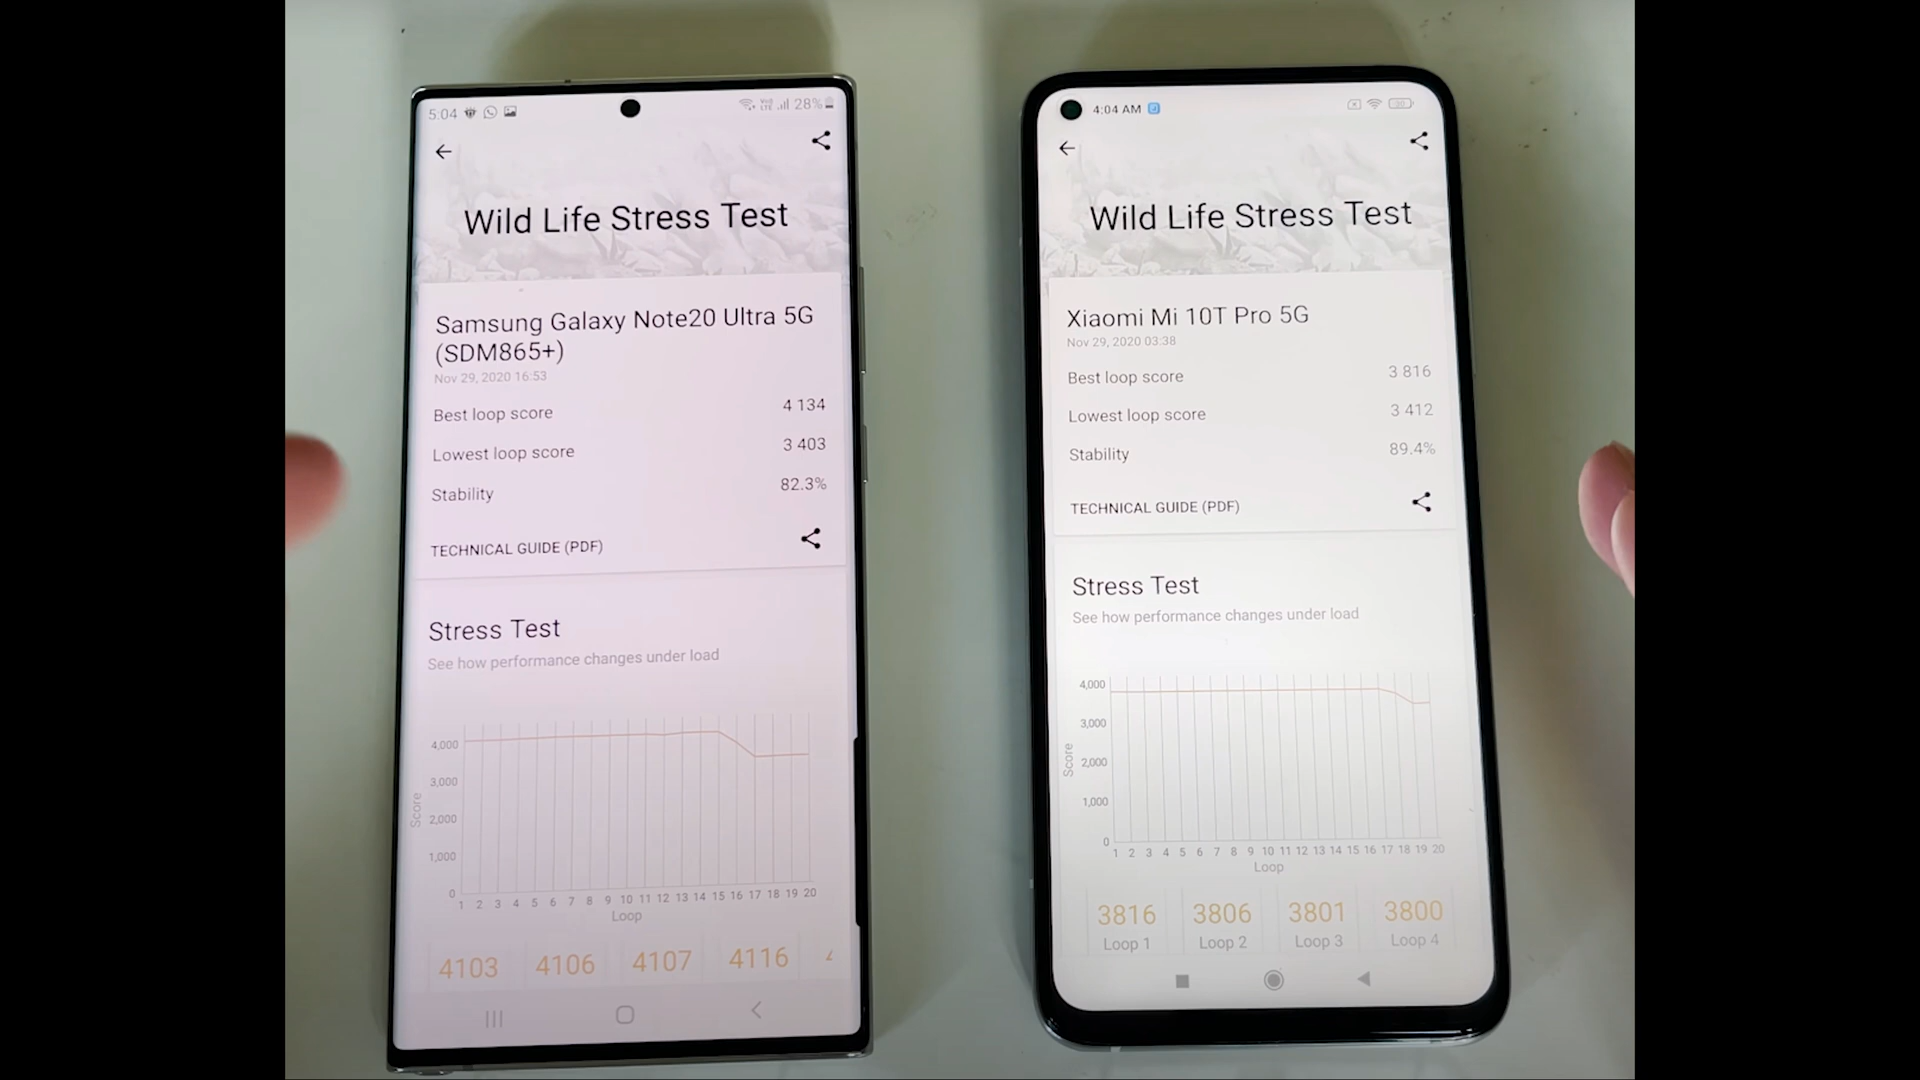 5:04
28%
Wild Life Stress Test
Samsung Galaxy Note20 Ultra 5G
(SDM865+)
Nov 29, 2020 16:53
Best loop score 4 134
Lowest loop score 3 403
Stability 82.3%
TECHNICAL GUIDE (PDF)
Stress Test
See how performance changes under load
4,000
3,000
2,000
1,000
0
Score
1 2 3 4 5 6 7 8 9 10 11 12 13 14 15 16 17 18 19 20
Loop
4103 4106 4107 4116
4:04 AM
Wild Life Stress Test
Xiaomi Mi 10T Pro 5G
Nov 29, 2020 03:38
Best loop score 3 816
Lowest loop score 3 412
Stability 89.4%
TECHNICAL GUIDE (PDF)
Stress Test
See how performance changes under load
4,000
3,000
2,000
1,000
0
Score
1 2 3 4 5 6 7 8 9 10 11 12 13 14 15 16 17 18 19 20
Loop
3816 3806 3801 3800
Loop 1 Loop 2 Loop 3 Loop 4